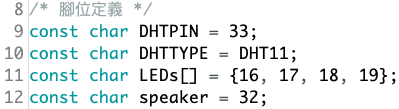 8 /* 腳位定義 */
9 const char DHTPIN = 33;
10 const char DHTTYPE = DHT11;
11 const char LEDs[] = {16, 17, 18, 19};
12 const char speaker = 32;